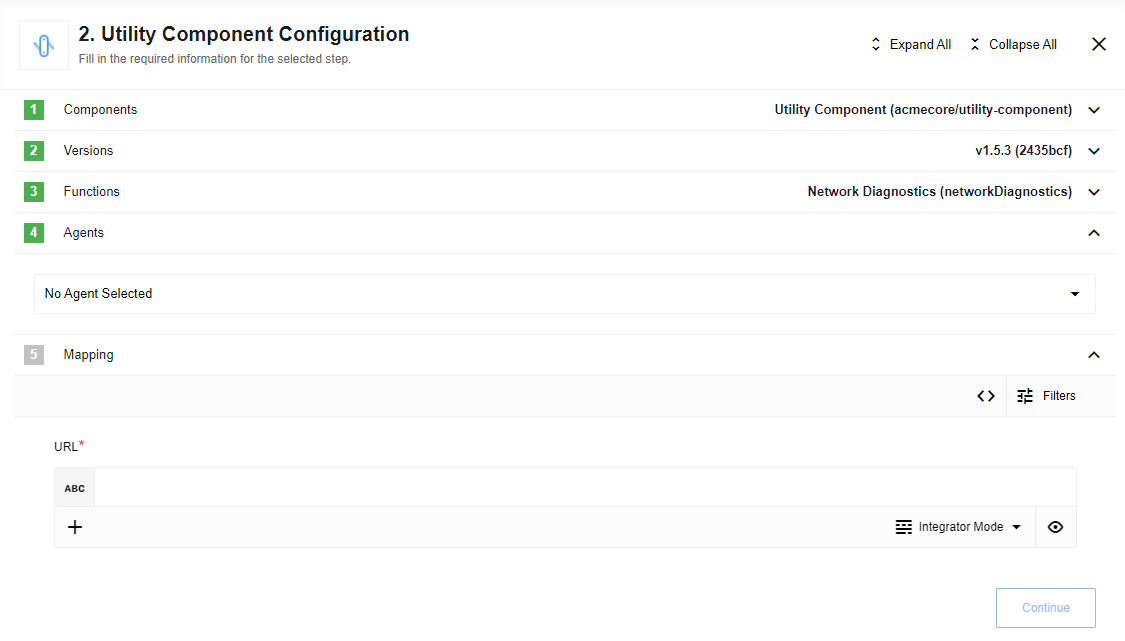 2. Utility Component Configuration
Fill in the required information for the selected step.
Expand All
Collapse All
1 Components Utility Component (acmecore/utility-component)
2 Versions v1.5.3 (2435bcf)
3 Functions Network Diagnostics (networkDiagnostics)
4 Agents
No Agent Selected
5 Mapping
Filters
URL*
ABC
Integrator Mode
Continue